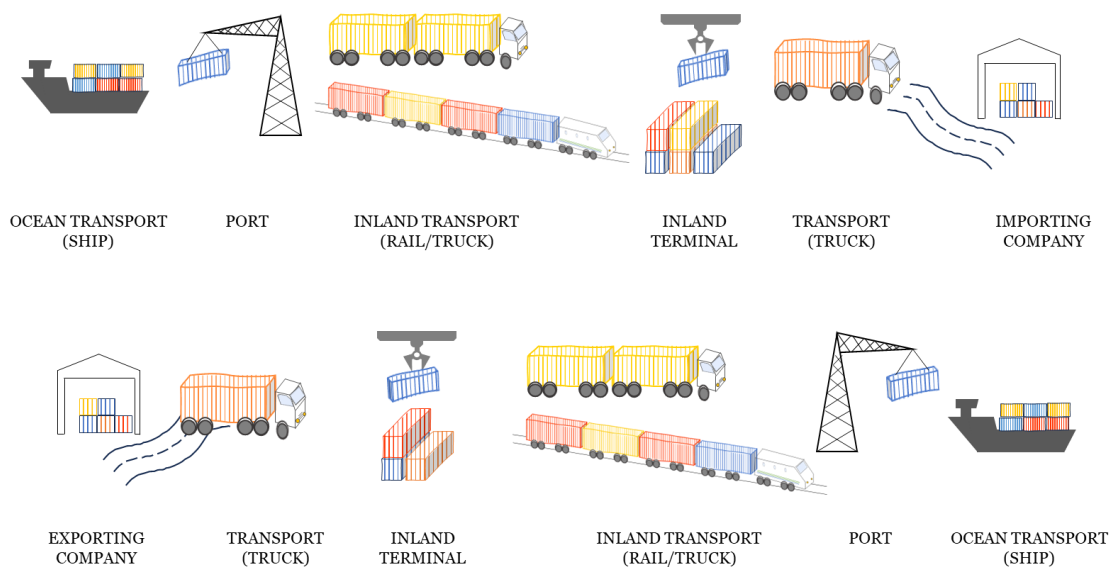 OCEAN TRANSPORT
(SHIP)
PORT
INLAND TRANSPORT
(RAIL/TRUCK)
INLAND
TERMINAL
TRANSPORT
(TRUCK)
IMPORTING
COMPANY
EXPORTING
COMPANY
TRANSPORT
(TRUCK)
INLAND
TERMINAL
INLAND TRANSPORT
(RAIL/TRUCK)
PORT
OCEAN TRANSPORT
(SHIP)